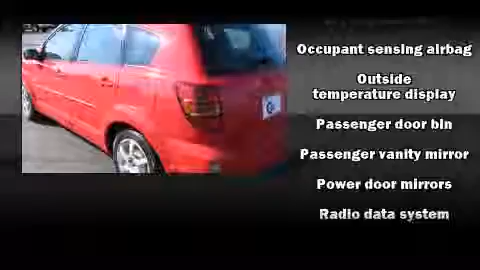 Occupant sensing airbag
Outside
temperature display
Passenger door bin
Passenger vanity mirror
Power door mirrors
Radio data system